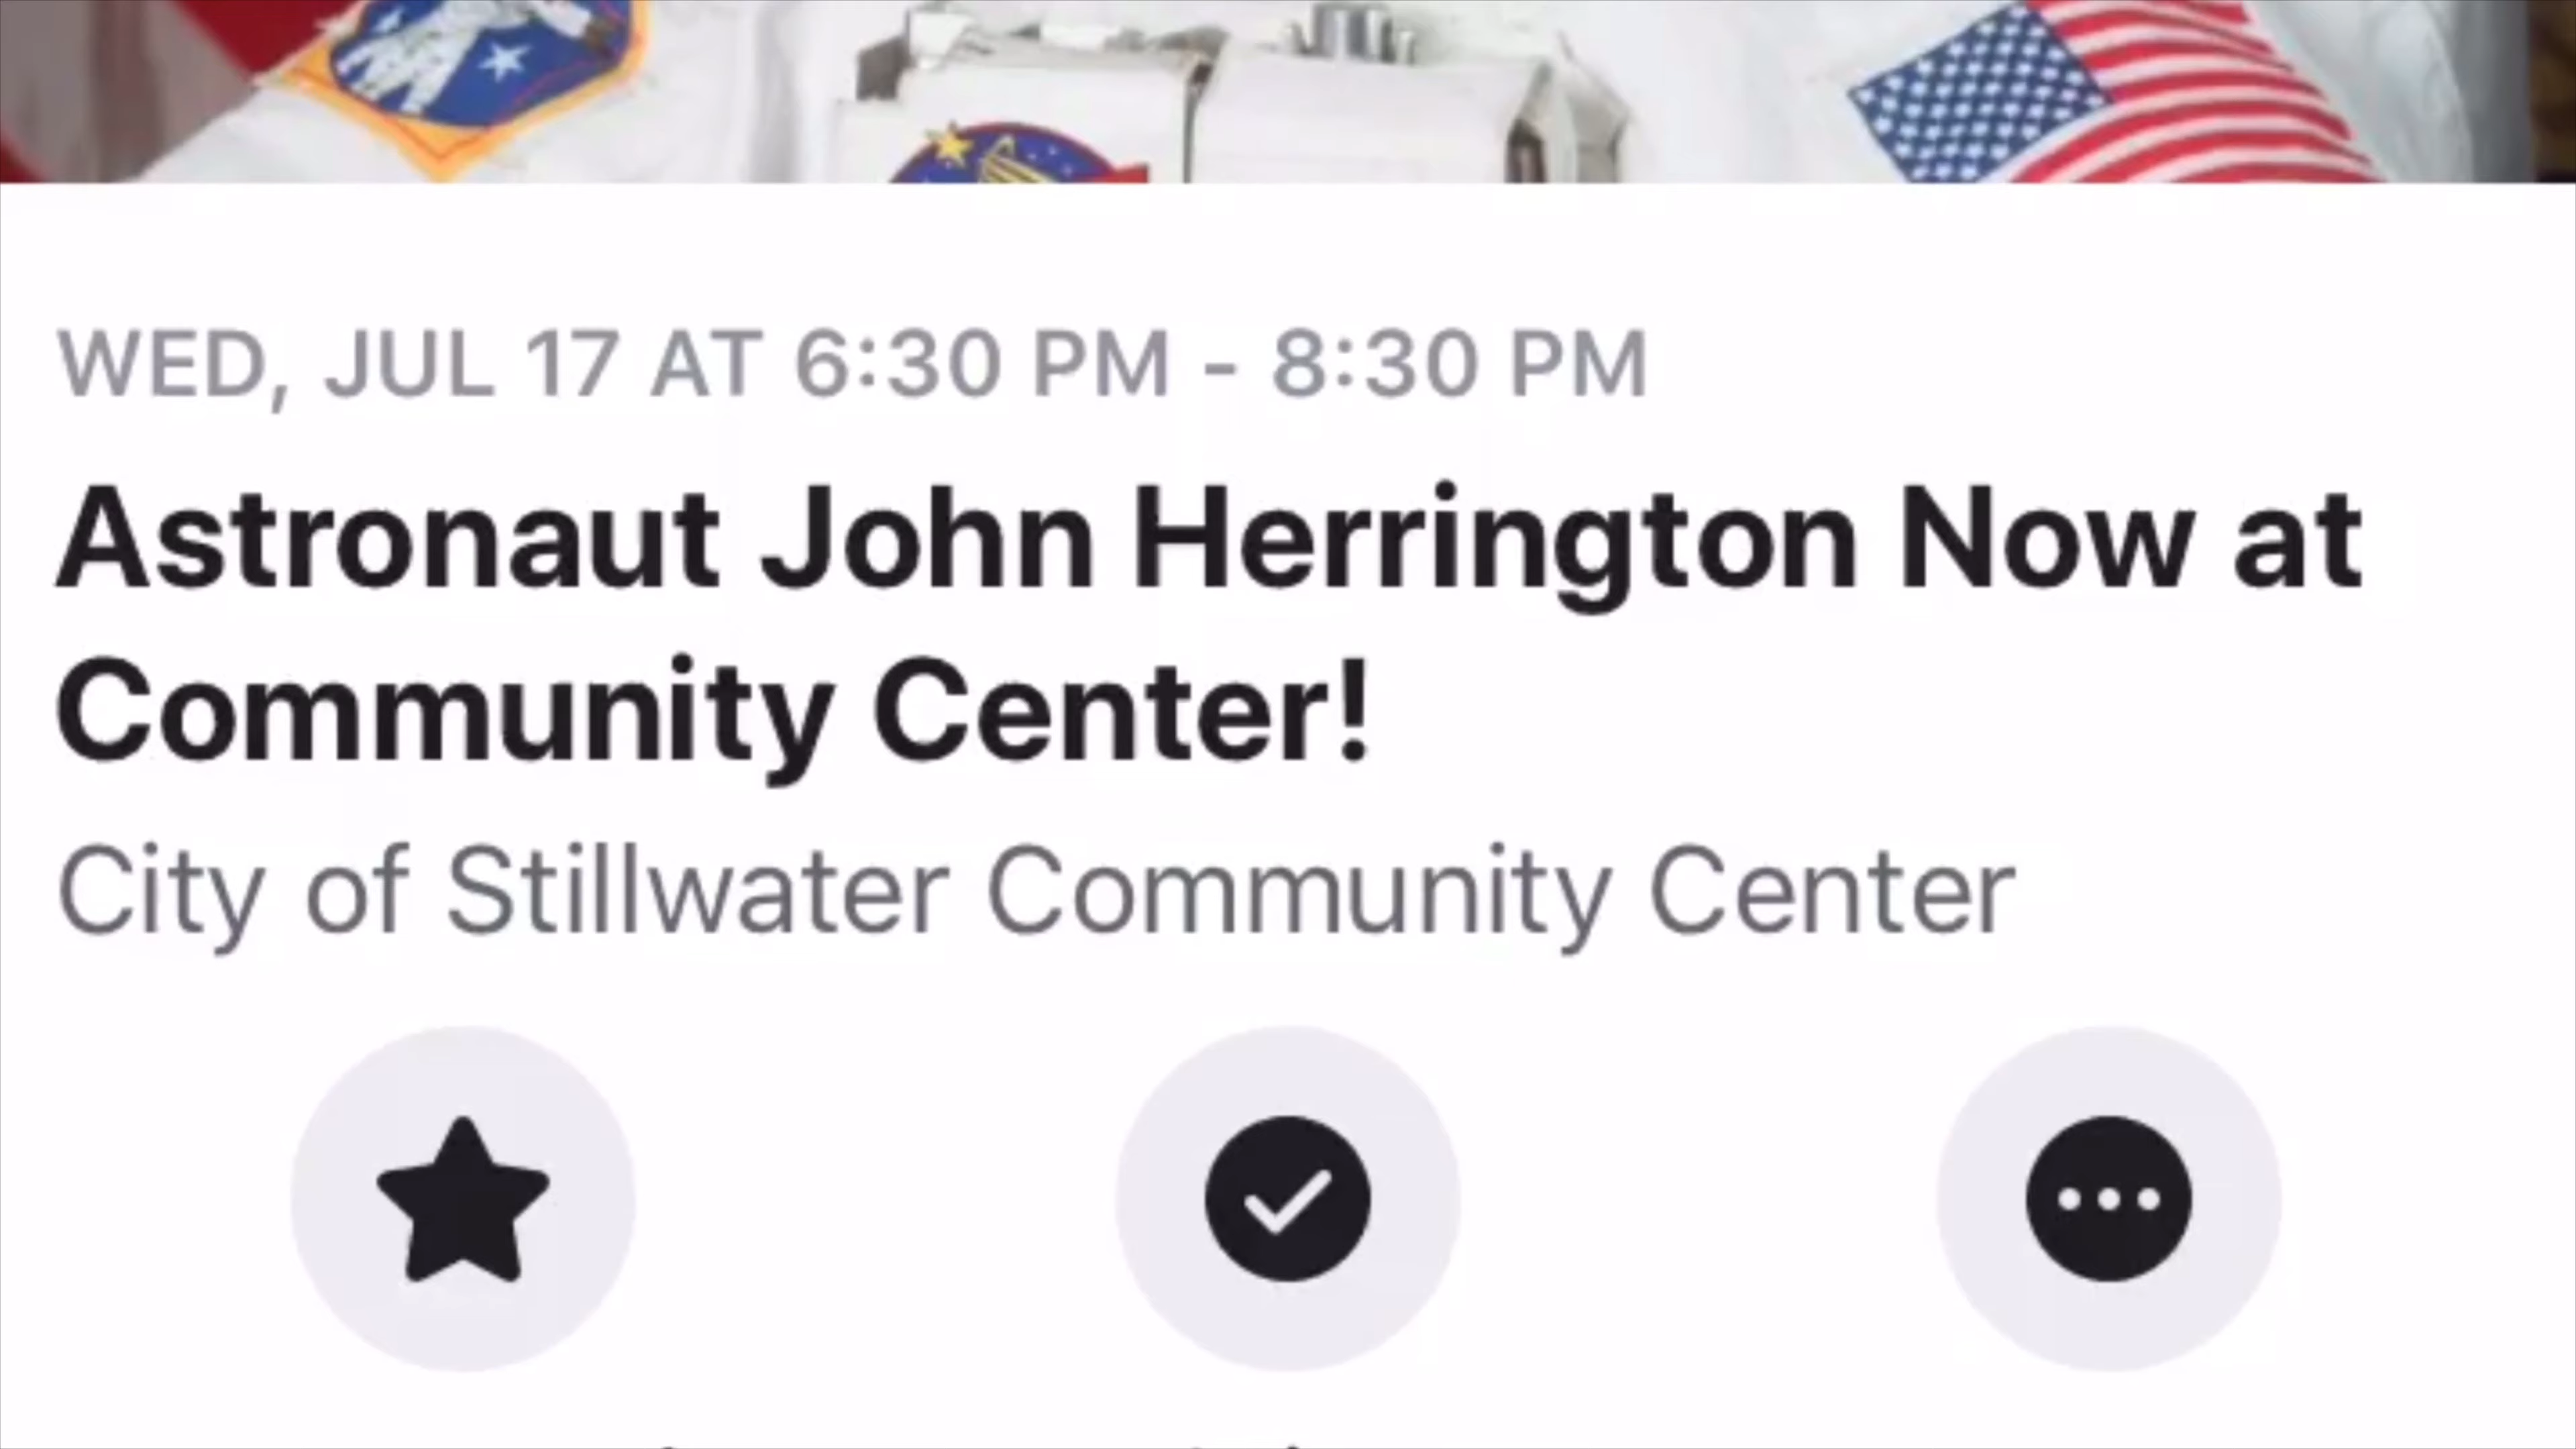 WED, JUL 17 AT 6:30 PM - 8:30 PM
Astronaut John Herrington Now at
Community Center!
City of Stillwater Community Center